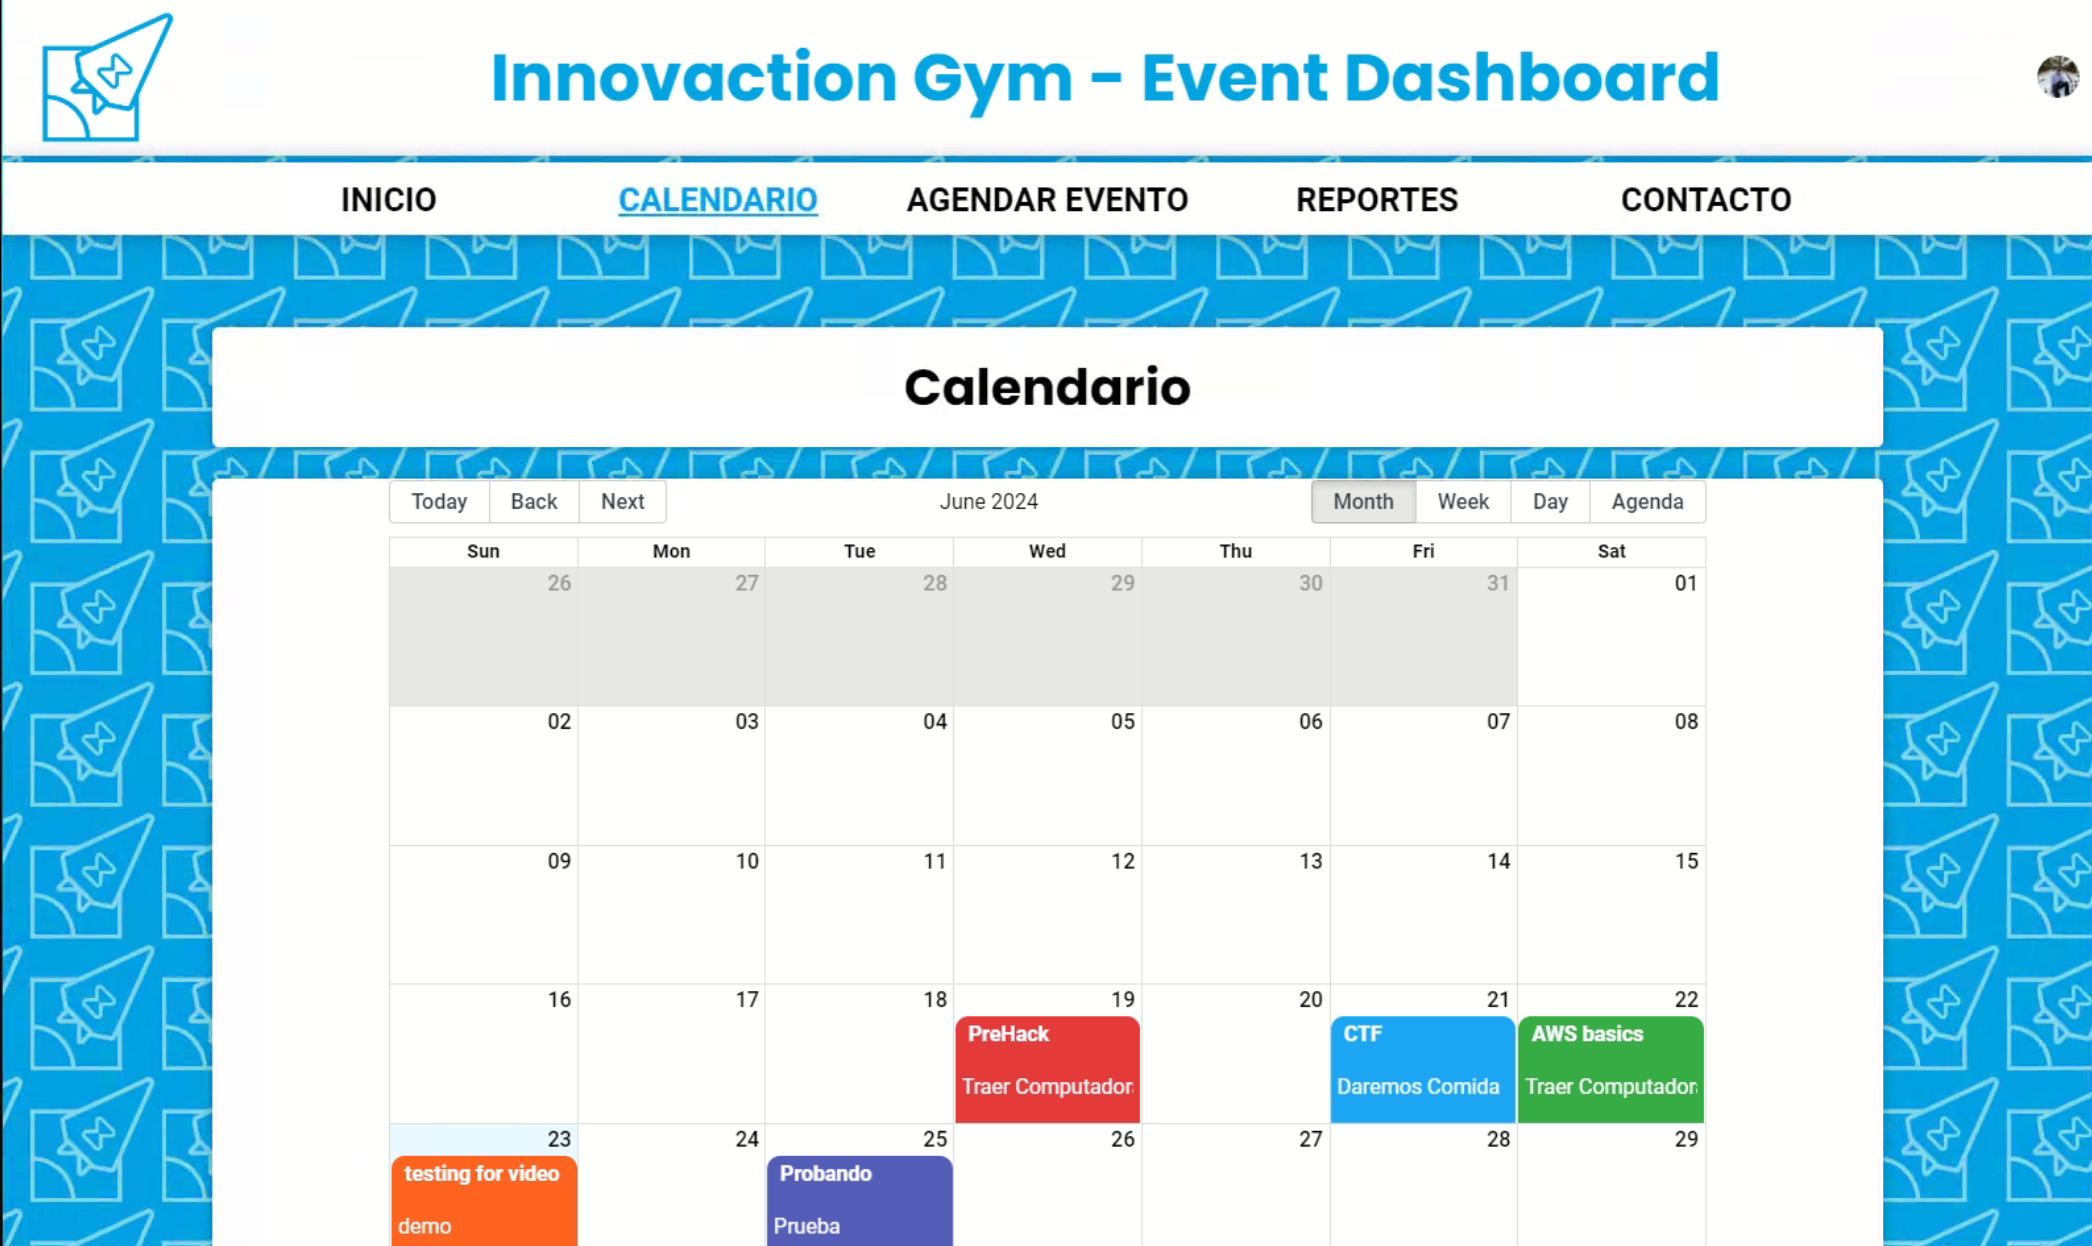 Innovaction Gym - Event Dashboard
INICIO CALENDARIO AGENDAR EVENTO REPORTES CONTACTO
Calendario
Today Back Next June 2024 Month Week Day Agenda
Sun Mon Tue Wed Thu Fri Sat
26 27 28 29 30 31 01
02 03 04 05 06 07 08
09 10 11 12 13 14 15
16 17 18 19 20 21 22
PreHack CTF AWS basics
Traer Computador Daremos Comida Traer Computador
23 24 25 26 27 28 29
testing for video Probando
demo Prueba